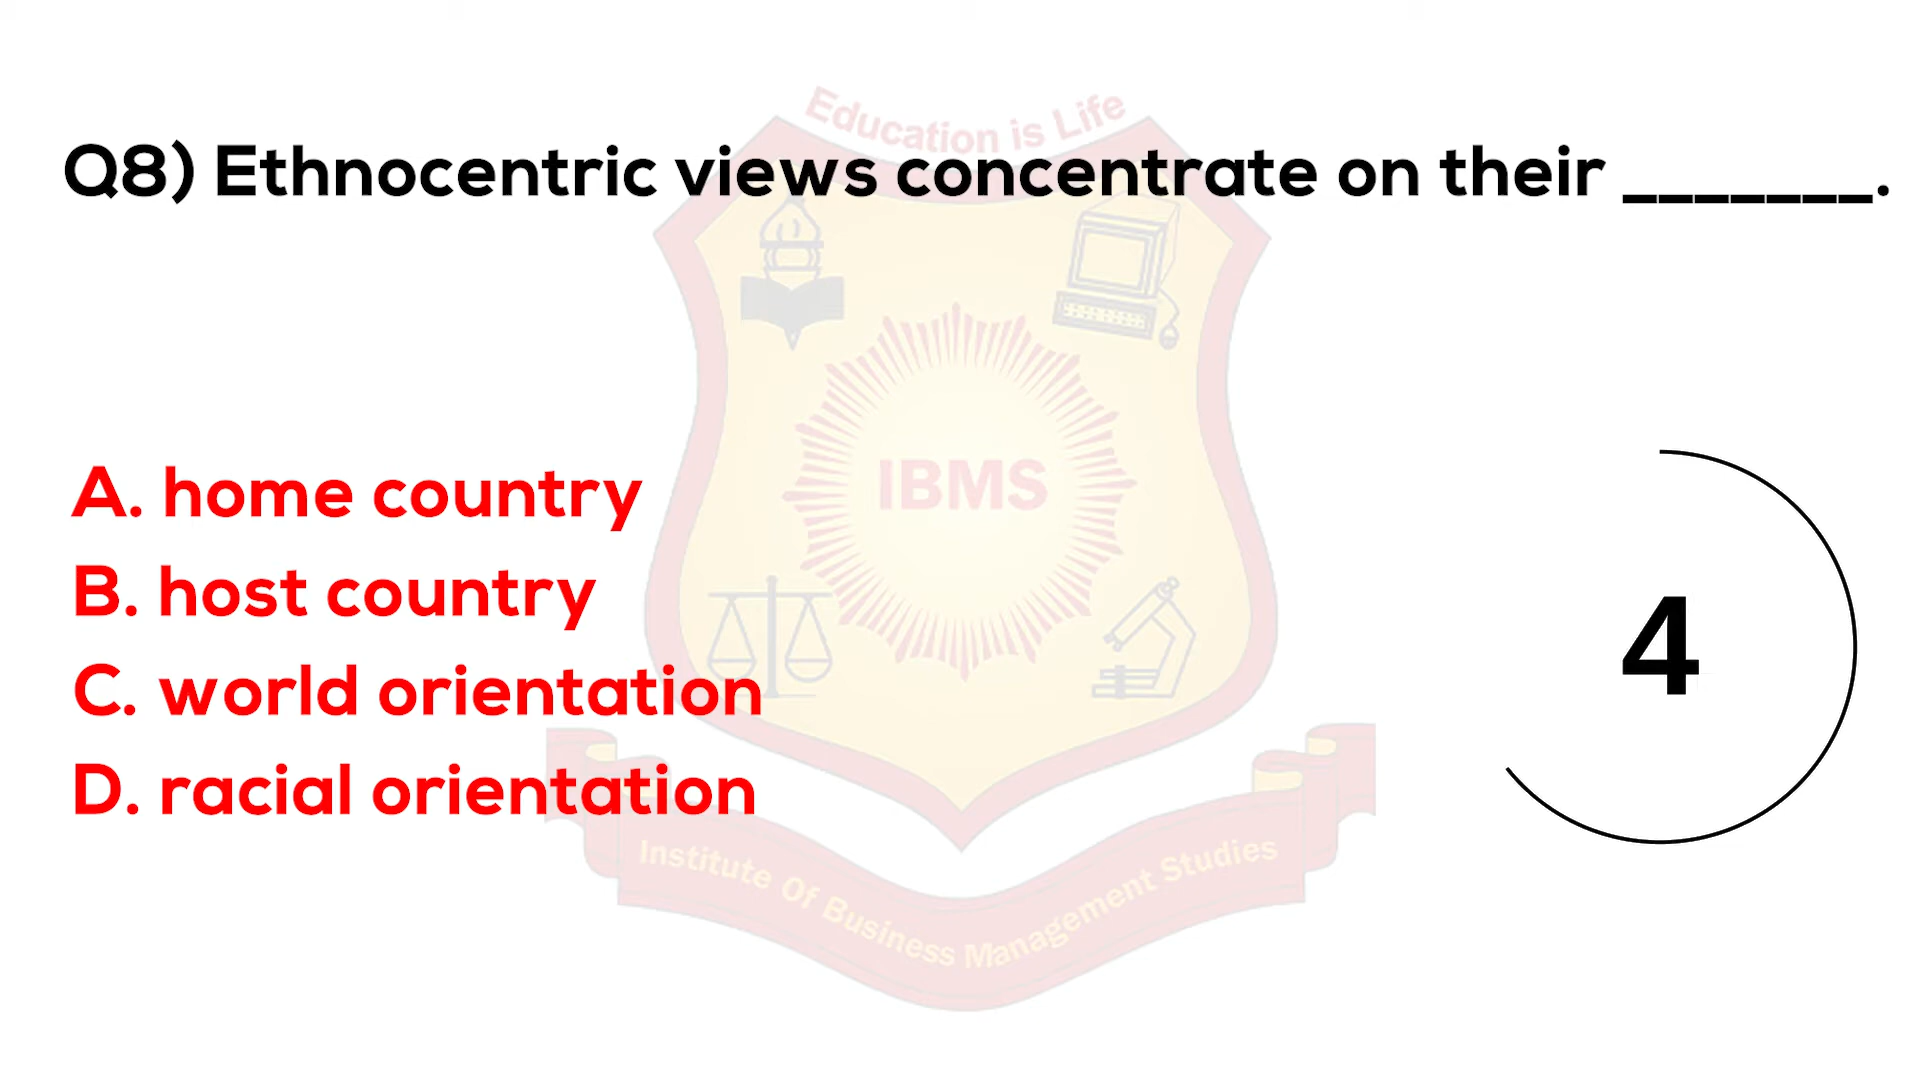 Education is Life
Q8) Ethnocentric views concentrate on their _______.
IBMS
A. home country
B. host country
C. world orientation
D. racial orientation
4
Institute Of Business Management Studies